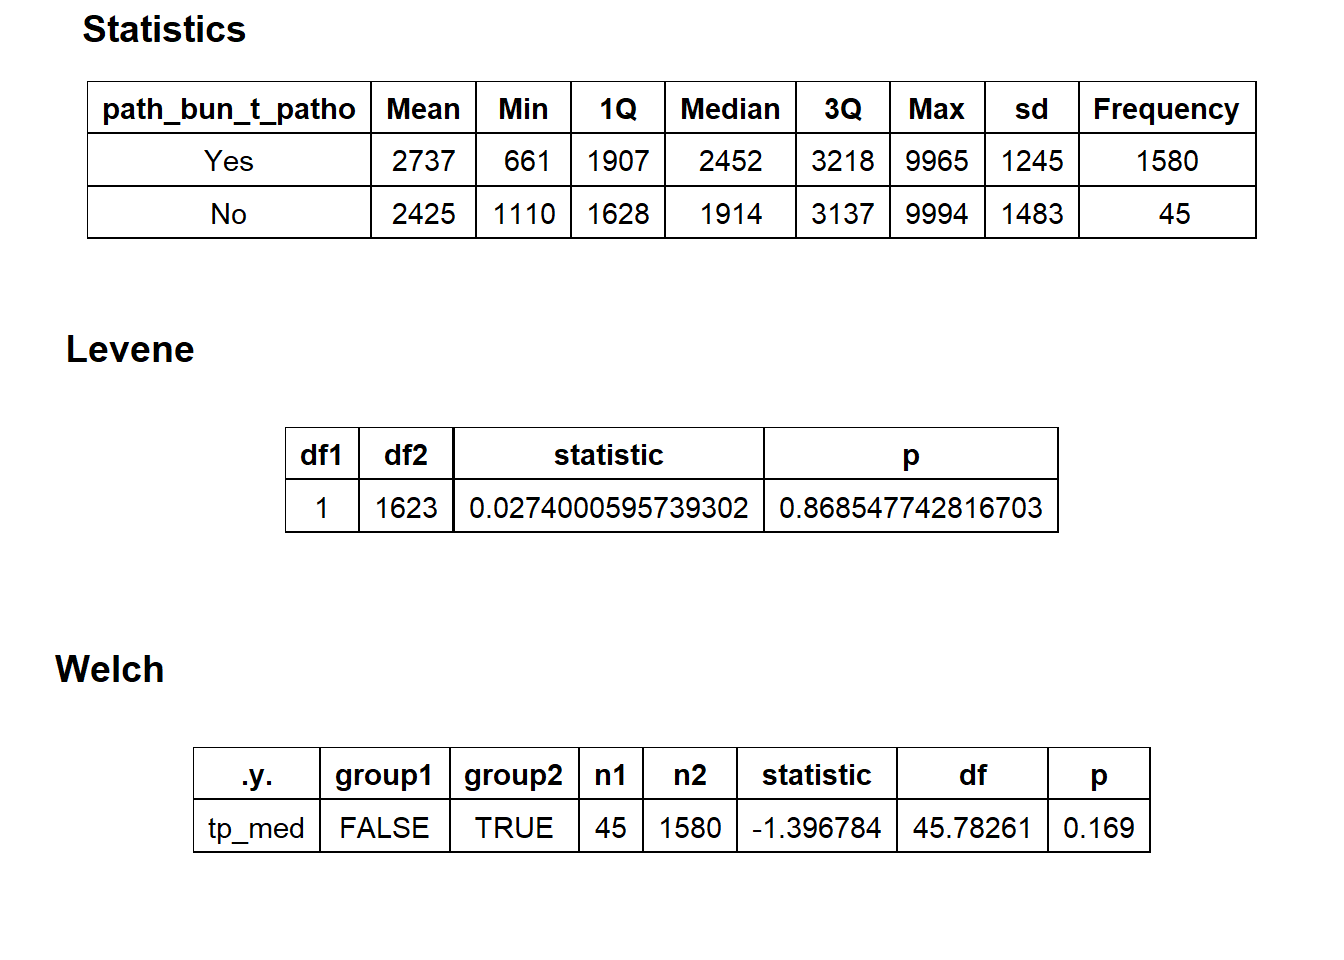 Statistics
path_bun_t_patho Mean Min 1Q Median 3Q Max sd Frequency
Yes 2737 661 1907 2452 3218 9965 1245 1580
No 2425 1110 1628 1914 3137 9994 1483 45
Levene
df1 df2 statistic p
1 1623 0.0274000595739302 0.868547742816703
Welch
.y. group1 group2 n1 n2 statistic df p
tp_med FALSE TRUE 45 1580 -1.396784 45.78261 0.169